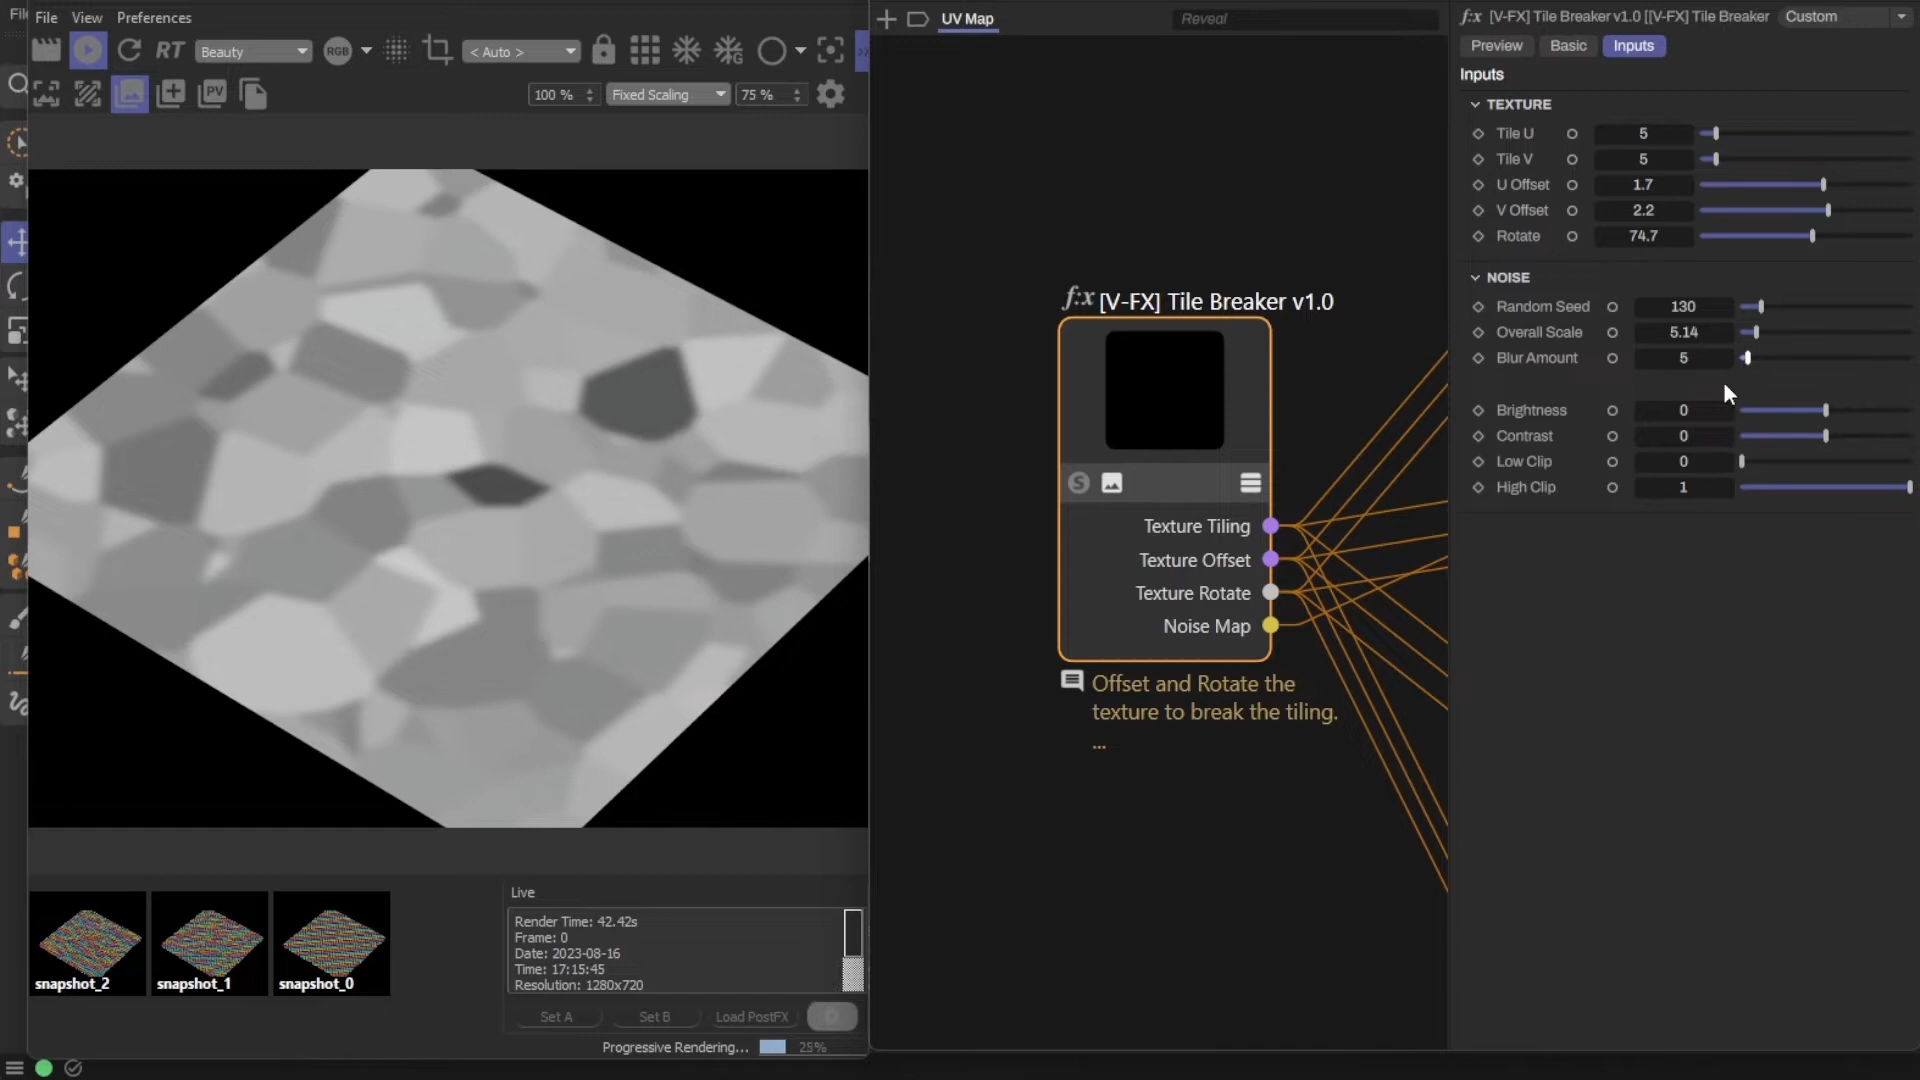 File View Preferences
RT Beauty RGB < Auto >
PV 100 % Fixed Scaling 75 %
snapshot_2 snapshot_1 snapshot_0
Live
Render Time: 42.42s
Frame: 0
Date: 2023-08-16
Time: 17:15:45
Resolution: 1280x720
Set A Set B Load PostFX
Progressive Rendering... 25%
UV Map Reveal
f:x [V-FX] Tile Breaker v1.0
S
Texture Tiling
Texture Offset
Texture Rotate
Noise Map
Offset and Rotate the
texture to break the tiling.
...
f:x [V-FX] Tile Breaker v1.0 [[V-FX] Tile Breaker Custom
Preview Basic Inputs
Inputs
TEXTURE
Tile U 5
Tile V 5
U Offset 1.7
V Offset 2.2
Rotate 74.7
NOISE
Random Seed 130
Overall Scale 5.14
Blur Amount 5
Brightness 0
Contrast 0
Low Clip 0
High Clip 1